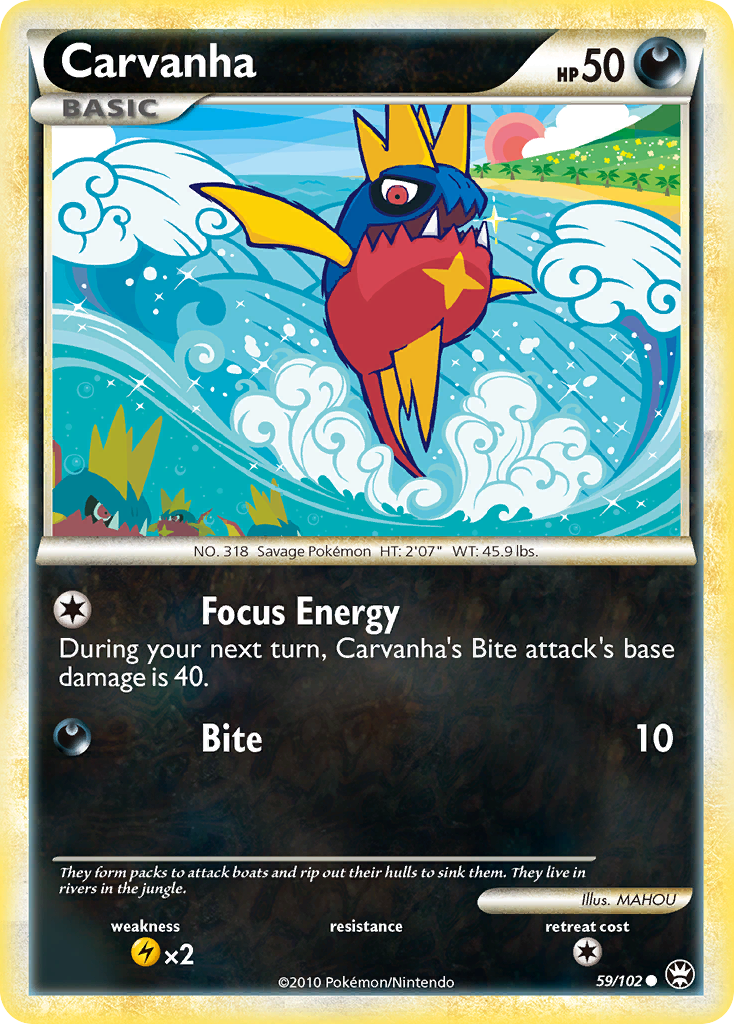 Carvanha
HP 50
BASIC
NO. 318 Savage Pokémon HT: 2'07" WT: 45.9 lbs.
Focus Energy
During your next turn, Carvanha's Bite attack's base
damage is 40.
Bite 10
They form packs to attack boats and rip out their hulls to sink them. They live in
rivers in the jungle.
Illus. MAHOU
weakness resistance retreat cost
×2
©2010 Pokémon/Nintendo 59/102